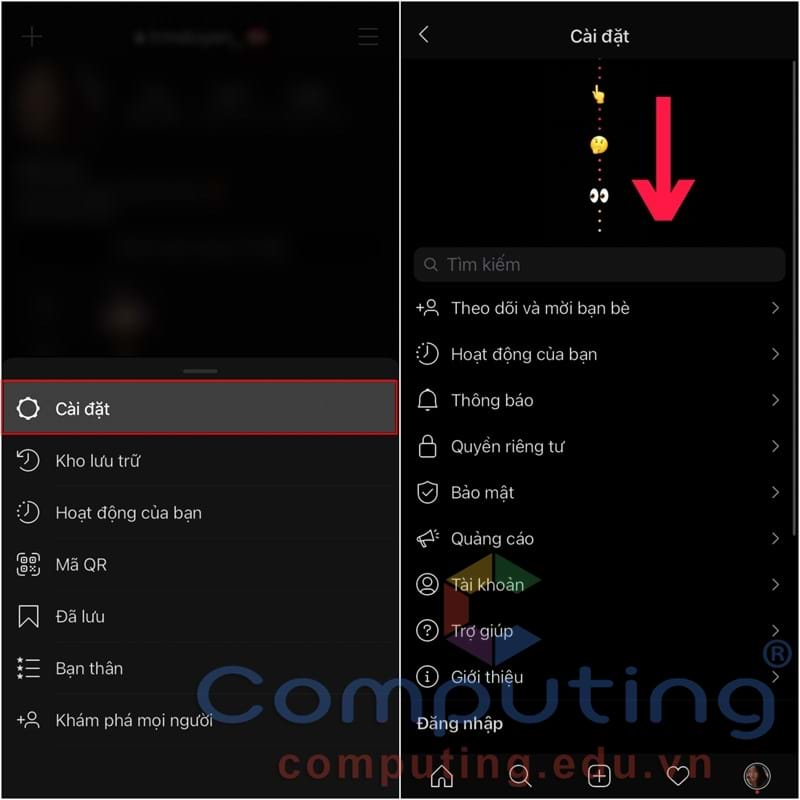 Cài đặt
Kho lưu trữ
Hoạt động của bạn
Mã QR
Đã lưu
Bạn thân
Khám phá mọi người
Cài đặt
Tìm kiếm
Theo dõi và mời bạn bè
Hoạt động của bạn
Thông báo
Quyền riêng tư
Bảo mật
Quảng cáo
Tài khoản
Trợ giúp
Giới thiệu
Đăng nhập
Computing®
computing.edu.vn